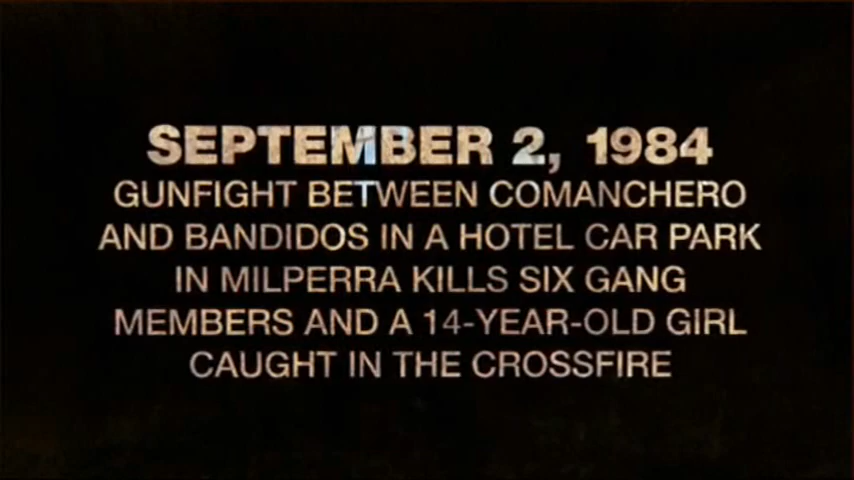 SEPTEMBER 2, 1984
GUNFIGHT BETWEEN COMANCHERO
AND BANDIDOS IN A HOTEL CAR PARK
IN MILPERRA KILLS SIX GANG
MEMBERS AND A 14-YEAR-OLD GIRL
CAUGHT IN THE CROSSFIRE